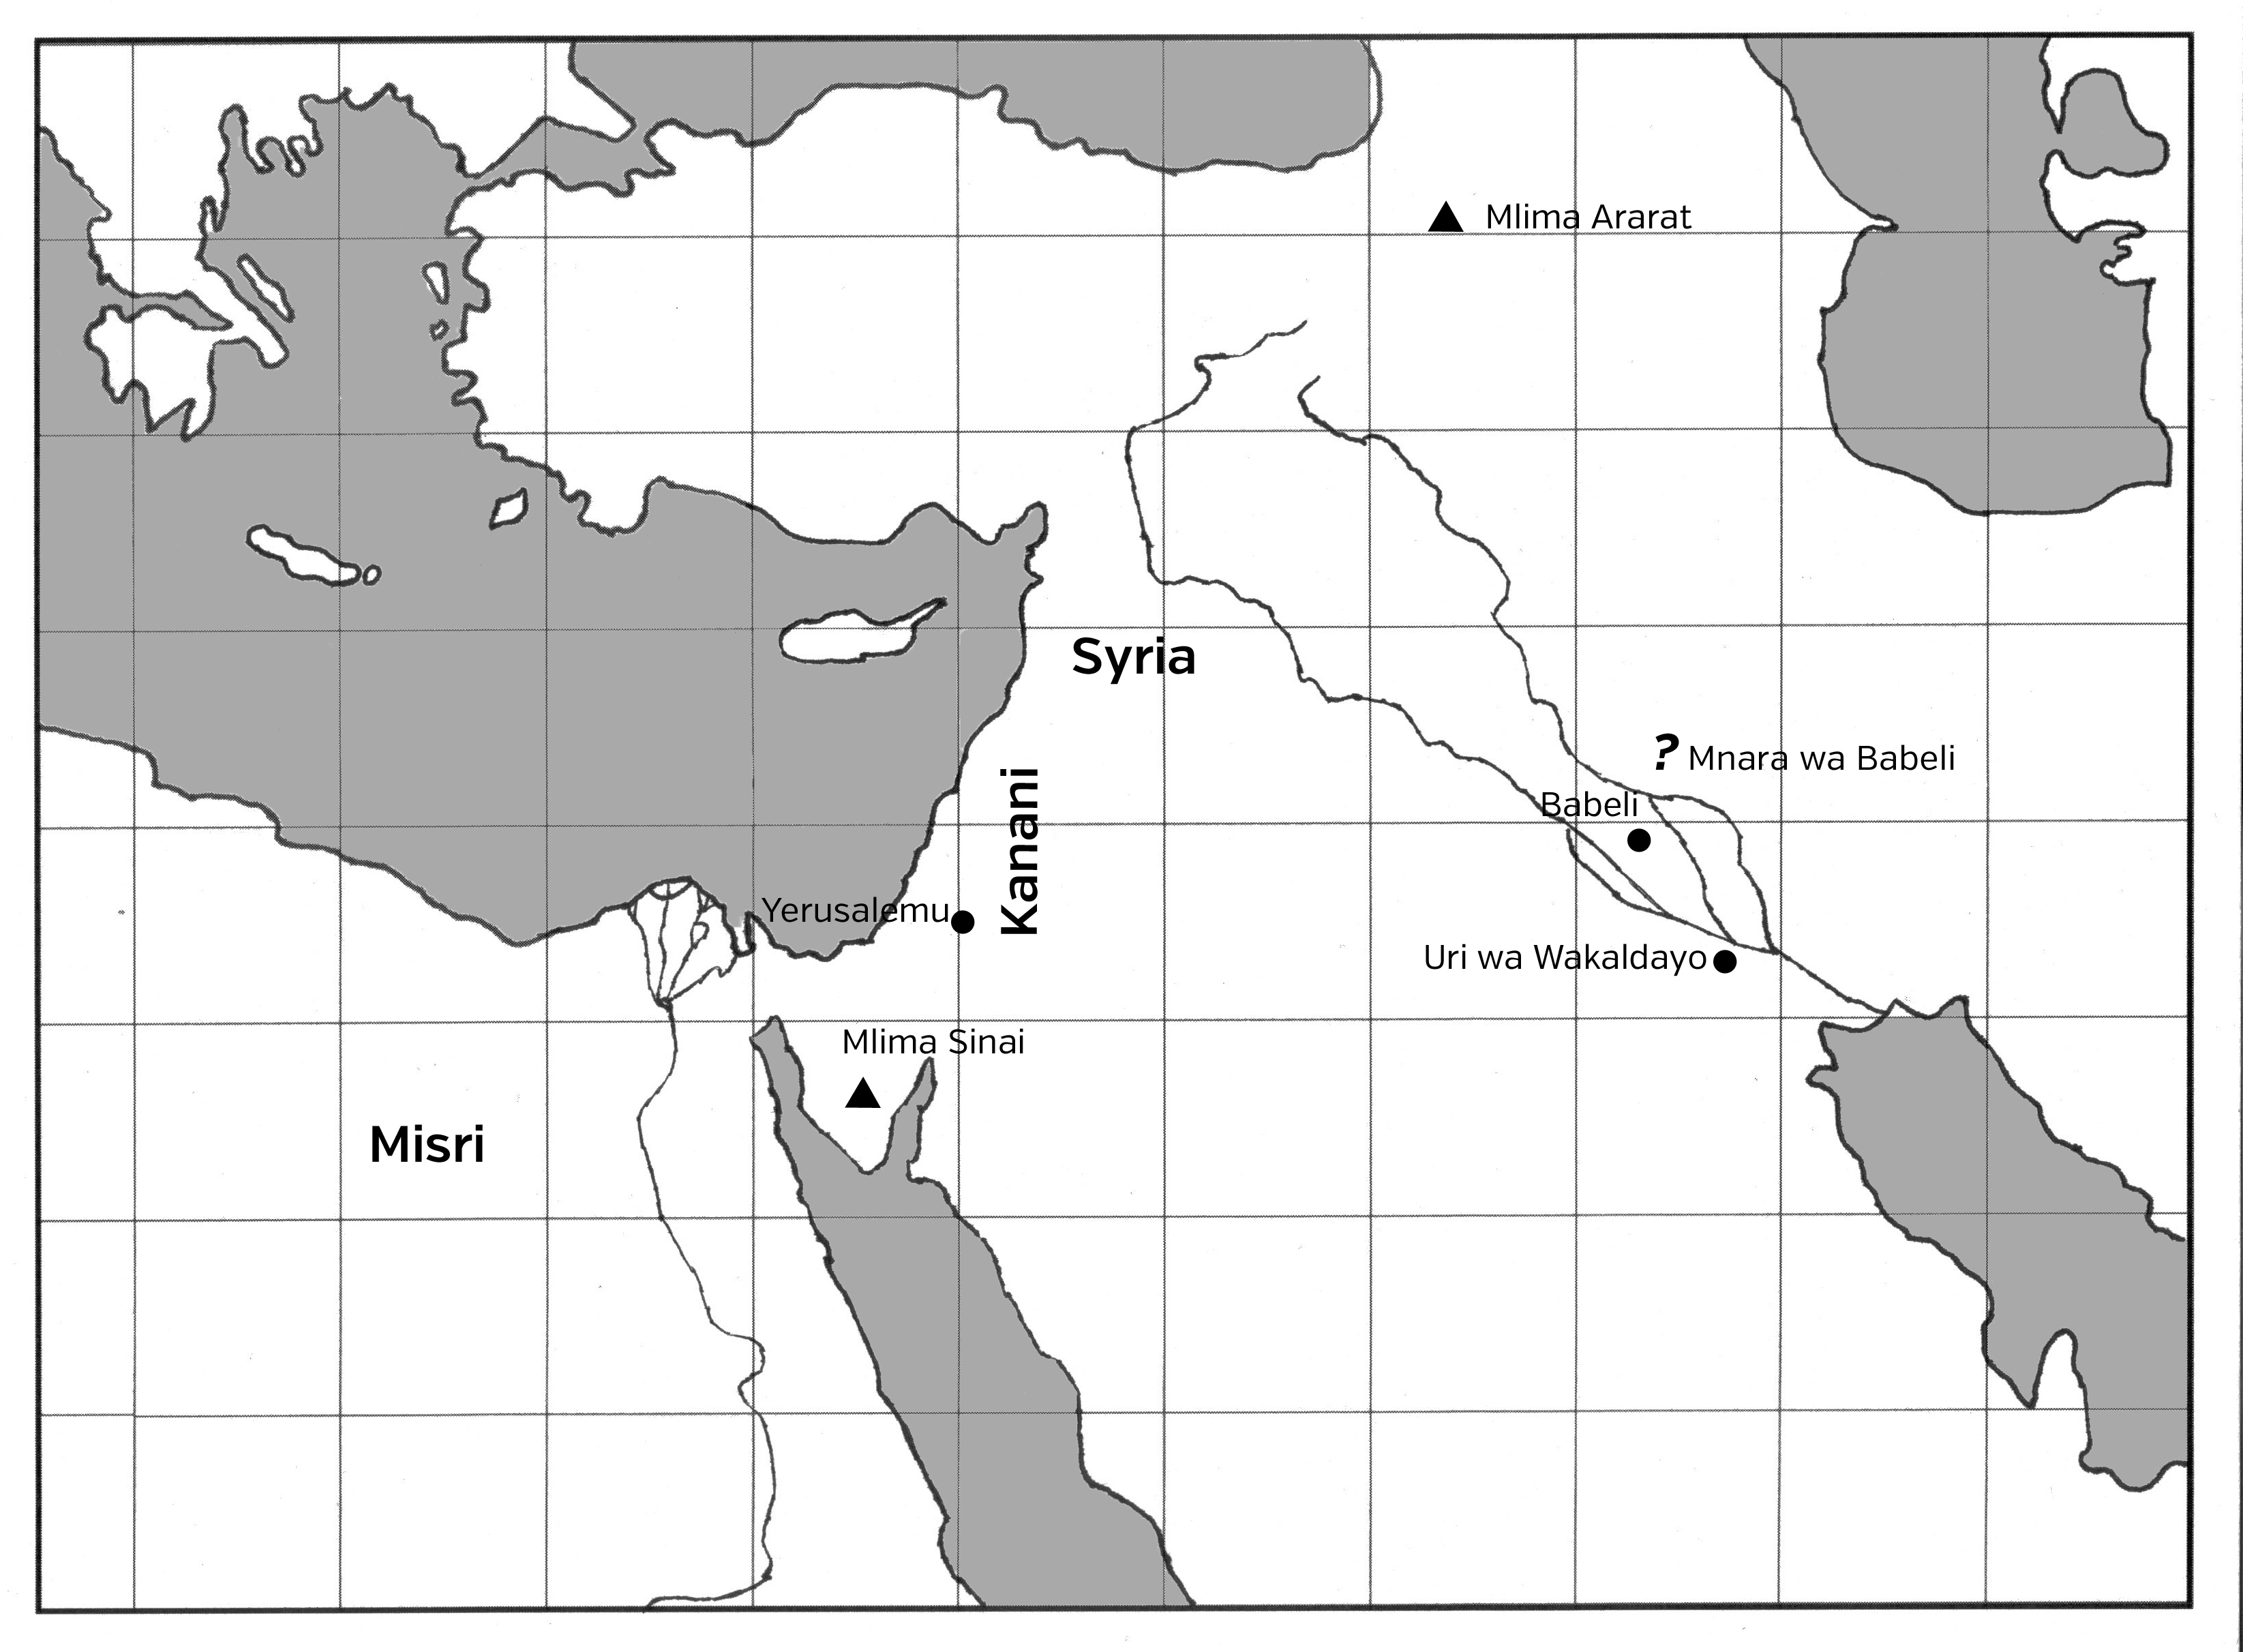 Mlima Ararat
Syria
? Mnara wa Babeli
Babeli
Kanani
Yerusalemu
Uri wa Wakaldayo
Mlima Sinai
Misri